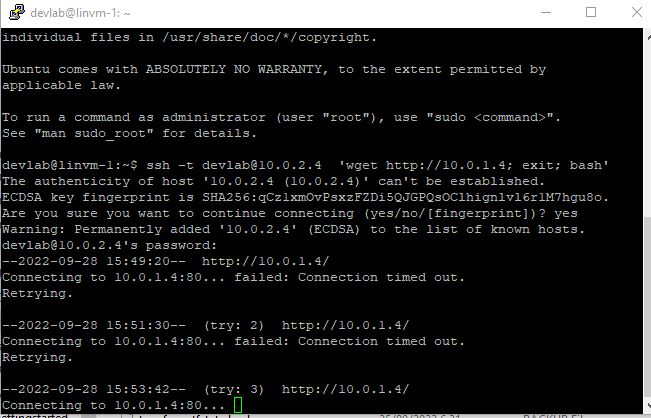 devlab@linvm-1: ~
individual files in /usr/share/doc/*/copyright.
Ubuntu comes with ABSOLUTELY NO WARRANTY, to the extent permitted by
applicable law.
To run a command as administrator (user "root"), use "sudo <command>".
See "man sudo_root" for details.
devlab@linvm-1:~$ ssh -t devlab@10.0.2.4  'wget http://10.0.1.4; exit; bash'
The authenticity of host '10.0.2.4 (10.0.2.4)' can't be established.
ECDSA key fingerprint is SHA256:qCz1xmOvPsxzFZDi5QJGPQsOClhignlvl6r1M7hgu8o.
Are you sure you want to continue connecting (yes/no/[fingerprint])? yes
Warning: Permanently added '10.0.2.4' (ECDSA) to the list of known hosts.
devlab@10.0.2.4's password:
--2022-09-28 15:49:20--  http://10.0.1.4/
Connecting to 10.0.1.4:80... failed: Connection timed out.
Retrying.
--2022-09-28 15:51:30--  (try: 2)  http://10.0.1.4/
Connecting to 10.0.1.4:80... failed: Connection timed out.
Retrying.
--2022-09-28 15:53:42--  (try: 3)  http://10.0.1.4/
Connecting to 10.0.1.4:80...